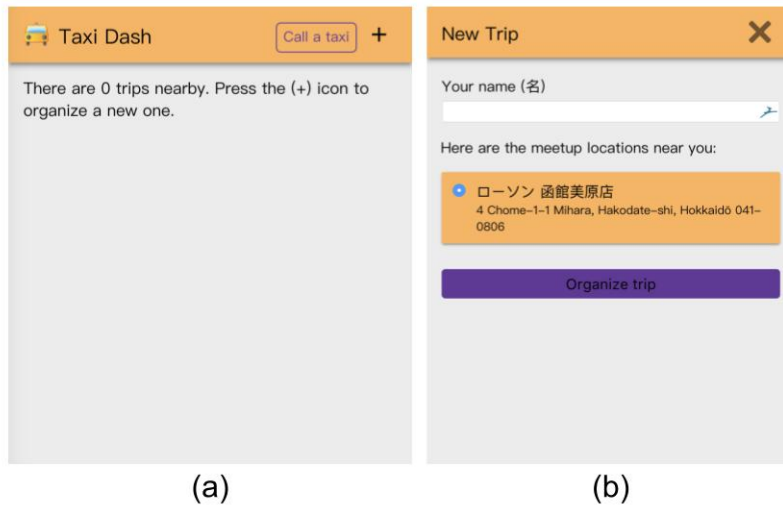 Taxi Dash
Call a taxi
+
There are 0 trips nearby. Press the (+) icon to
organize a new one.
(a)
New Trip
Your name (名)
Here are the meetup locations near you:
ローソン 函館美原店
4 Chome-1-1 Mihara, Hakodate-shi, Hokkaidō 041-
0806
Organize trip
(b)